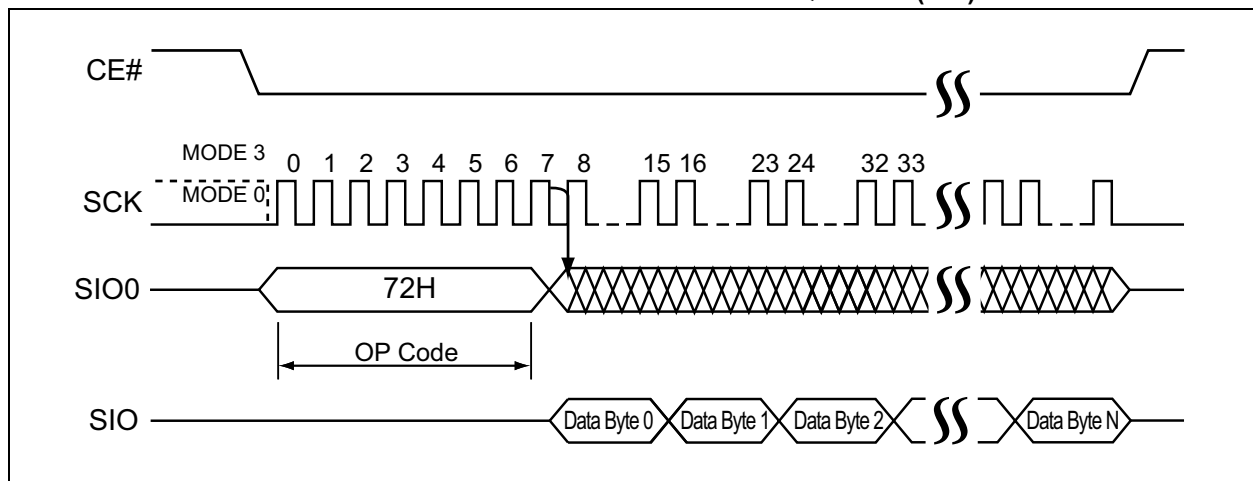 CE#
MODE 3
0 1 2 3 4 5 6 7 8 15 16 23 24 32 33
SCK
MODE 0
SIO0
72H
OP Code
SIO
Data Byte 0 Data Byte 1 Data Byte 2 Data Byte N